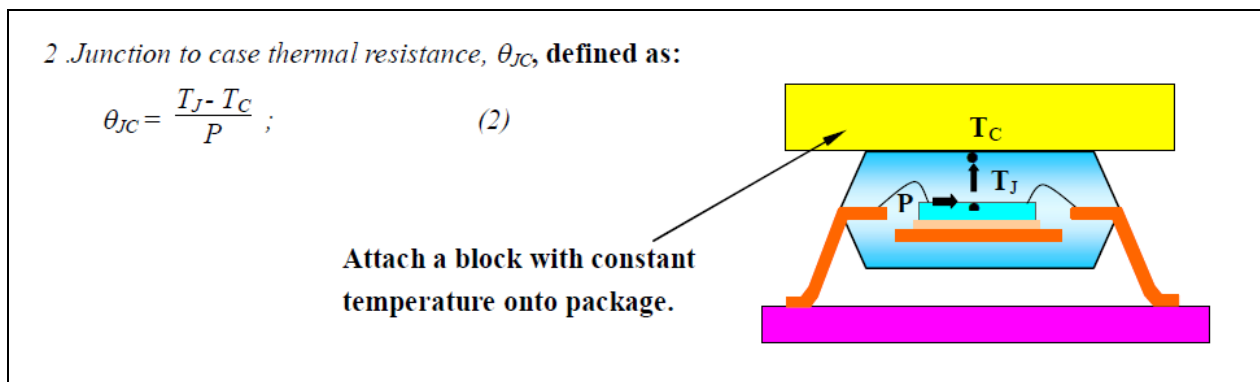 2 .Junction to case thermal resistance, θJC, defined as:
θJC = TJ - TC / P ; (2)
TC
TJ
P
Attach a block with constant
temperature onto package.